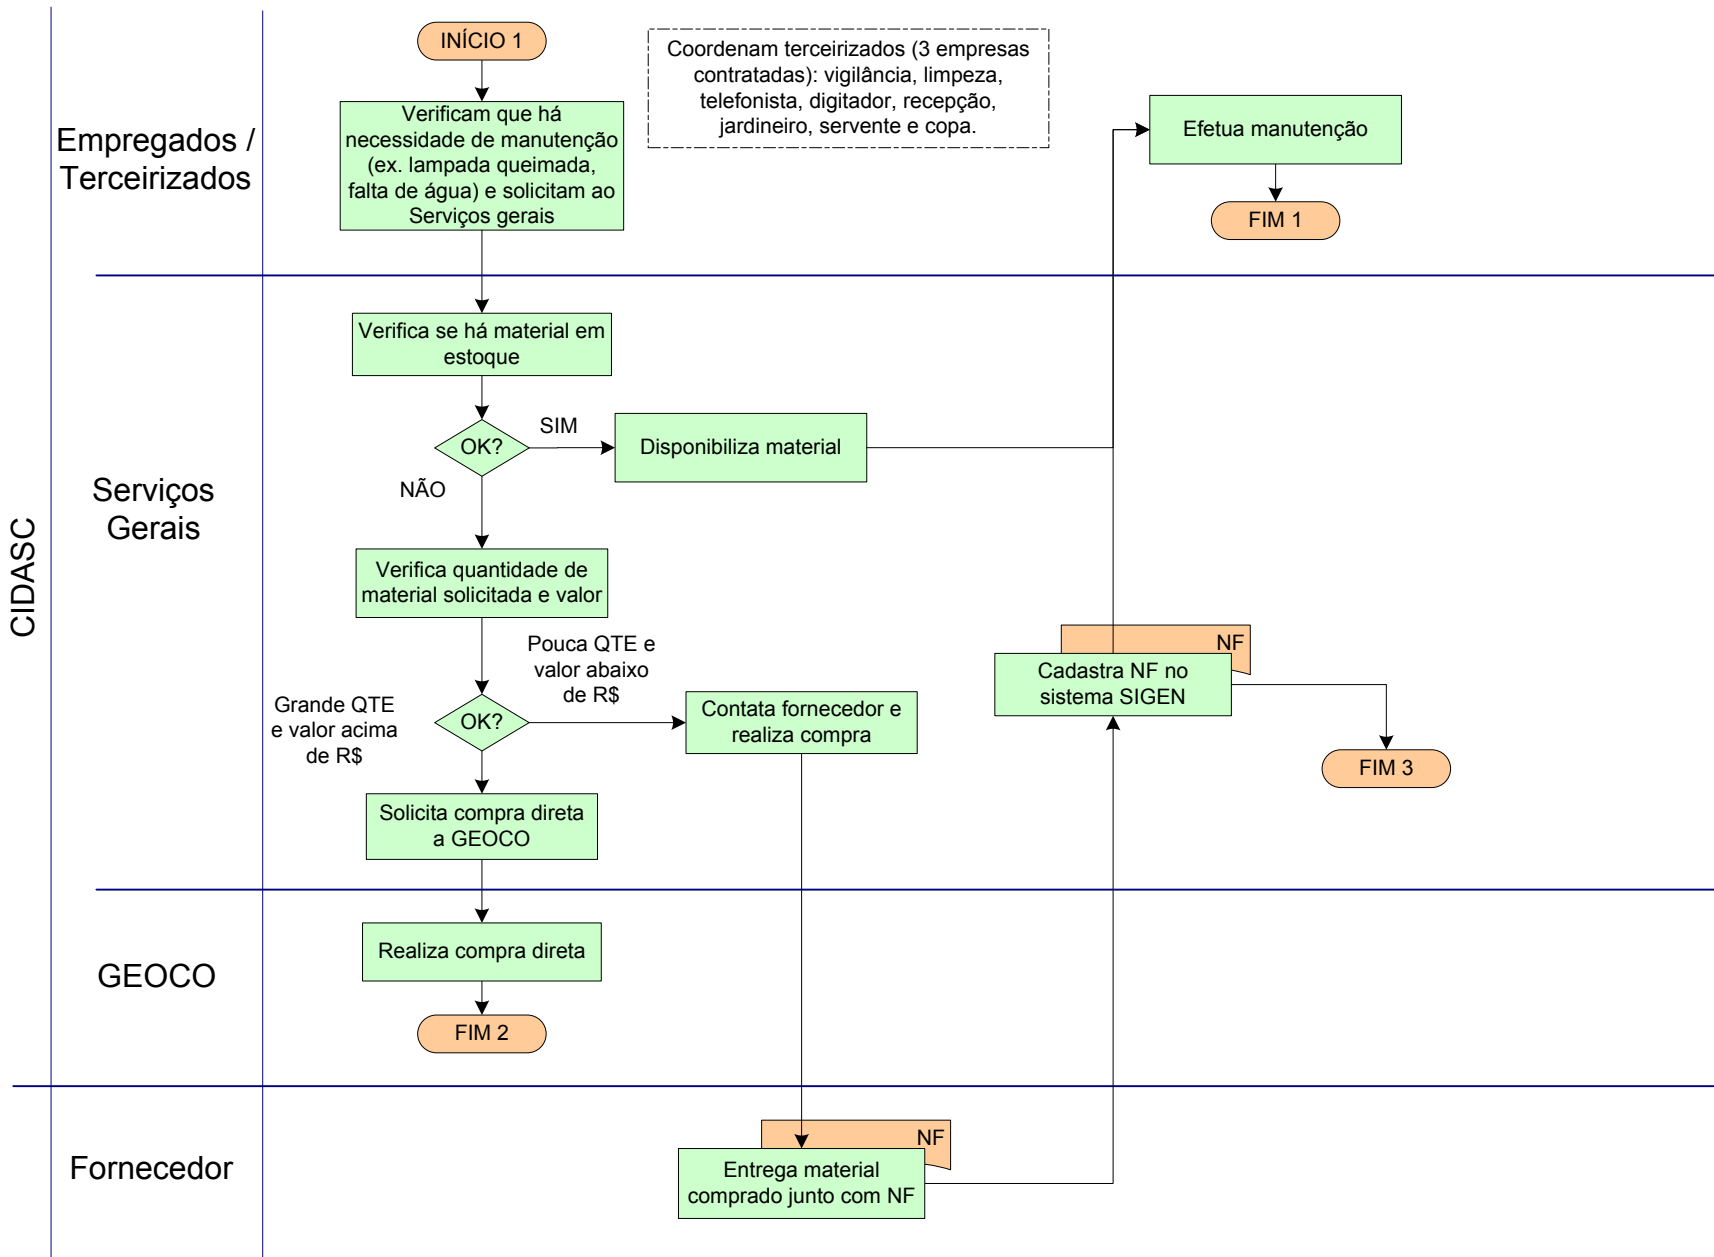 INÍCIO 1
Coordenam terceirizados (3 empresas
contratadas): vigilância, limpeza,
telefonista, digitador, recepção,
jardineiro, servente e copa.
Empregados /
Terceirizados
Verificam que há
necessidade de manutenção
(ex. lampada queimada,
falta de água) e solicitam ao
Serviços gerais
Efetua manutenção
FIM 1
CIDASC
Serviços
Gerais
Verifica se há material em
estoque
OK?
SIM
Disponibiliza material
NÃO
Verifica quantidade de
material solicitada e valor
Pouca QTE e
valor abaixo
de R$
Grande QTE
e valor acima
de R$
OK?
Contata fornecedor e
realiza compra
NF
Cadastra NF no
sistema SIGEN
FIM 3
Solicita compra direta
a GEOCO
GEOCO
Realiza compra direta
FIM 2
Fornecedor
NF
Entrega material
comprado junto com NF